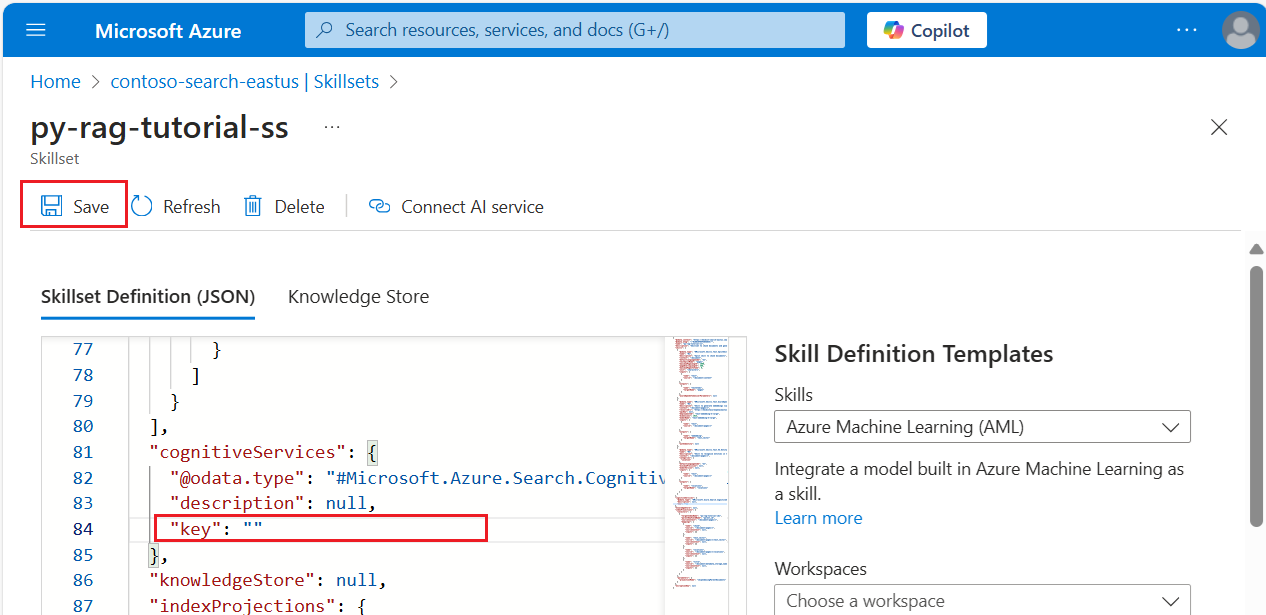 Microsoft Azure
Search resources, services, and docs (G+/)
Copilot
...
Home > contoso-search-eastus | Skillsets >
py-rag-tutorial-ss ...
Skillset
Save
Refresh
Delete
Connect AI service
Skillset Definition (JSON)
Knowledge Store
77 }
78 ]
79 }
80 ],
81 "cognitiveServices": {
82 "@odata.type": "#Microsoft.Azure.Search.Cognitiv
83 "description": null,
84 "key": ""
85 },
86 "knowledgeStore": null,
87 "indexProjections": {
Skill Definition Templates
Skills
Azure Machine Learning (AML)
Integrate a model built in Azure Machine Learning as
a skill.
Learn more
Workspaces
Choose a workspace